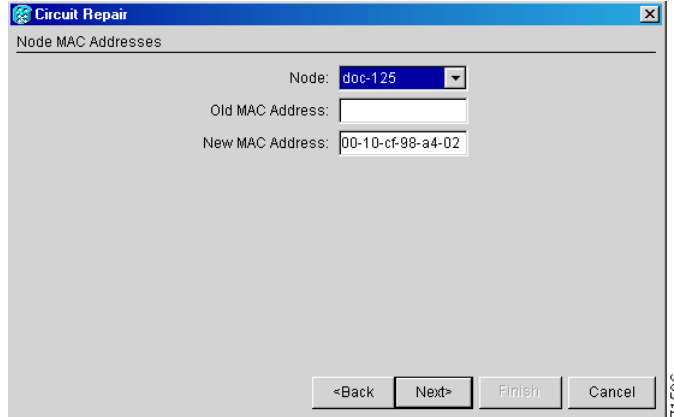 Circuit Repair
Node MAC Addresses
Node: doc-125
Old MAC Address:
New MAC Address: 00-10-cf-98-a4-02
<Back Next> Finish Cancel